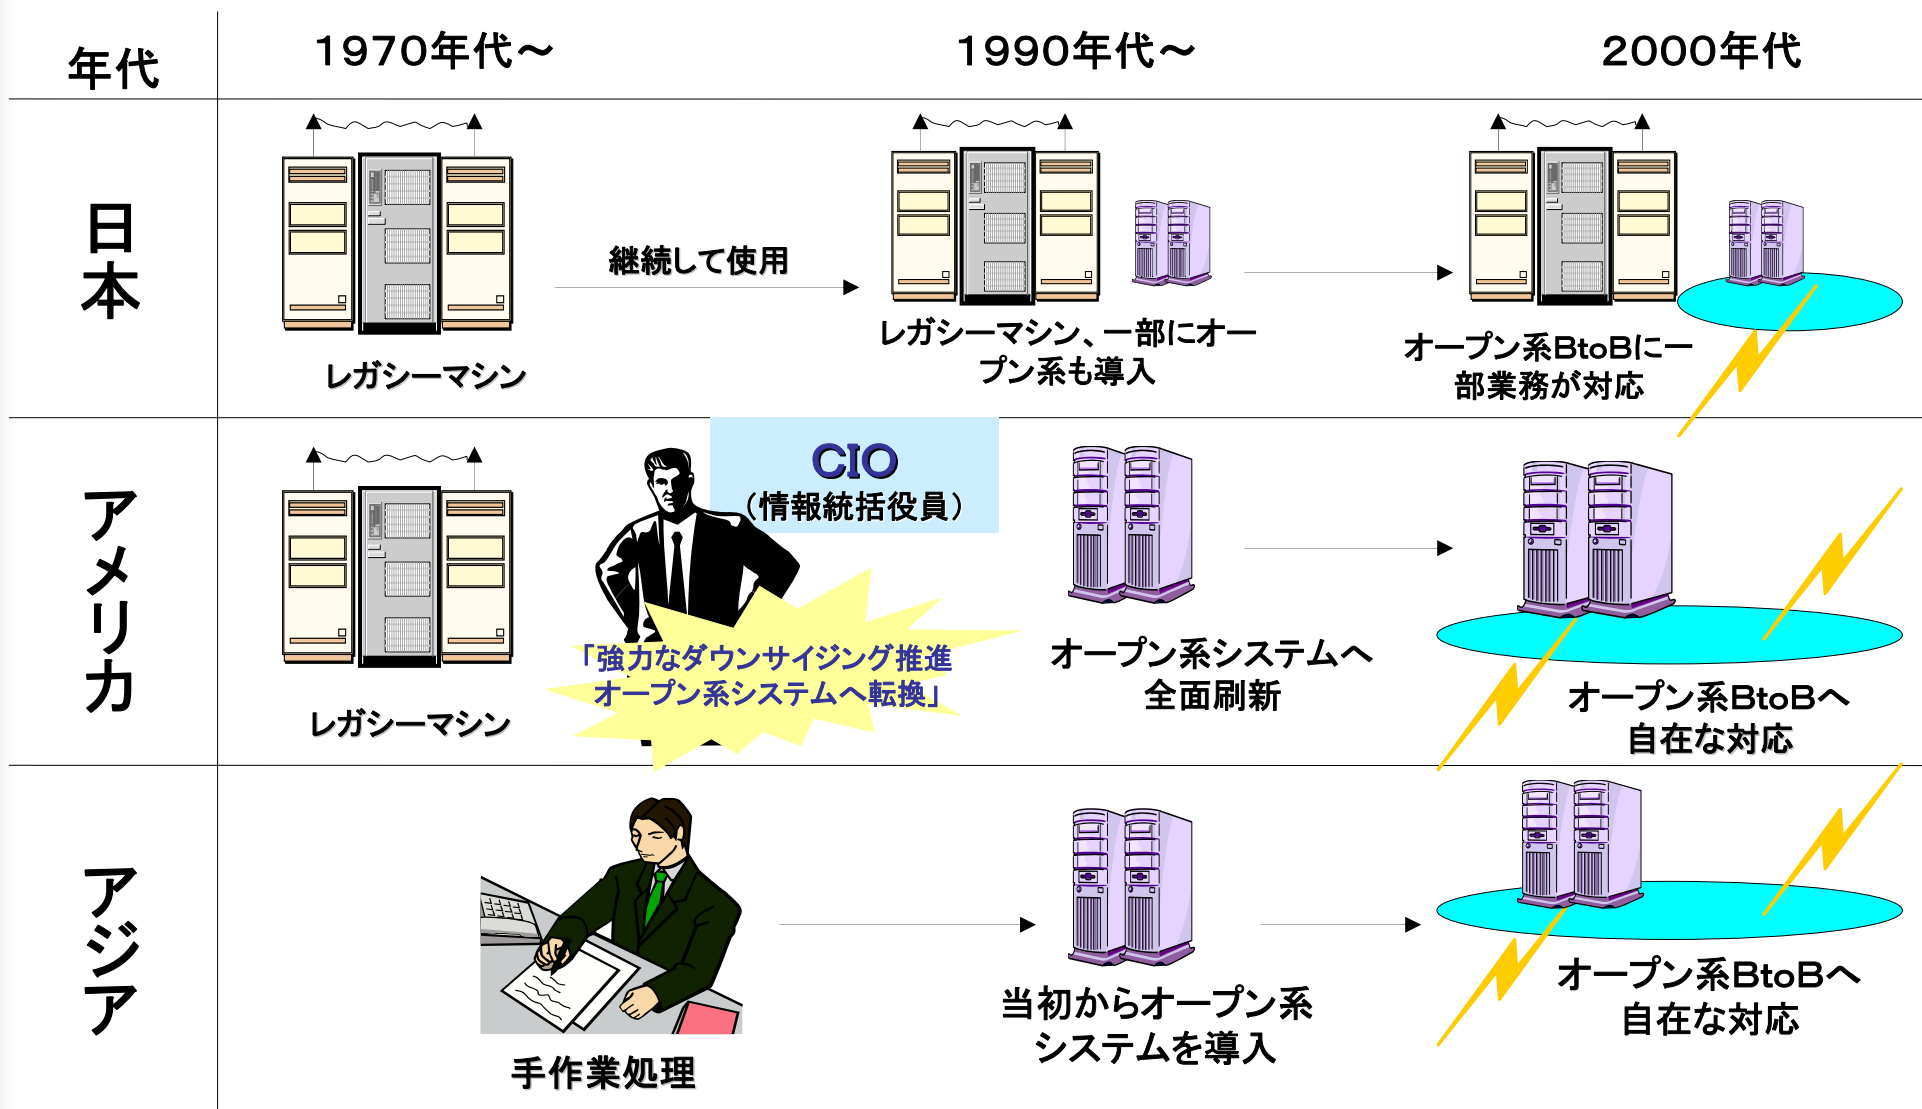 年代
1970年代～
1990年代～
2000年代
日本
継続して使用
レガシーマシン
レガシーマシン、一部にオー
プン系も導入
オープン系BtoBに一
部業務が対応
アメリカ
CIO
（情報統括役員）
「強力なダウンサイジング推進
オープン系システムへ転換」
レガシーマシン
オープン系システムへ
全面刷新
オープン系BtoBへ
自在な対応
アジア
手作業処理
当初からオープン系
システムを導入
オープン系BtoBへ
自在な対応